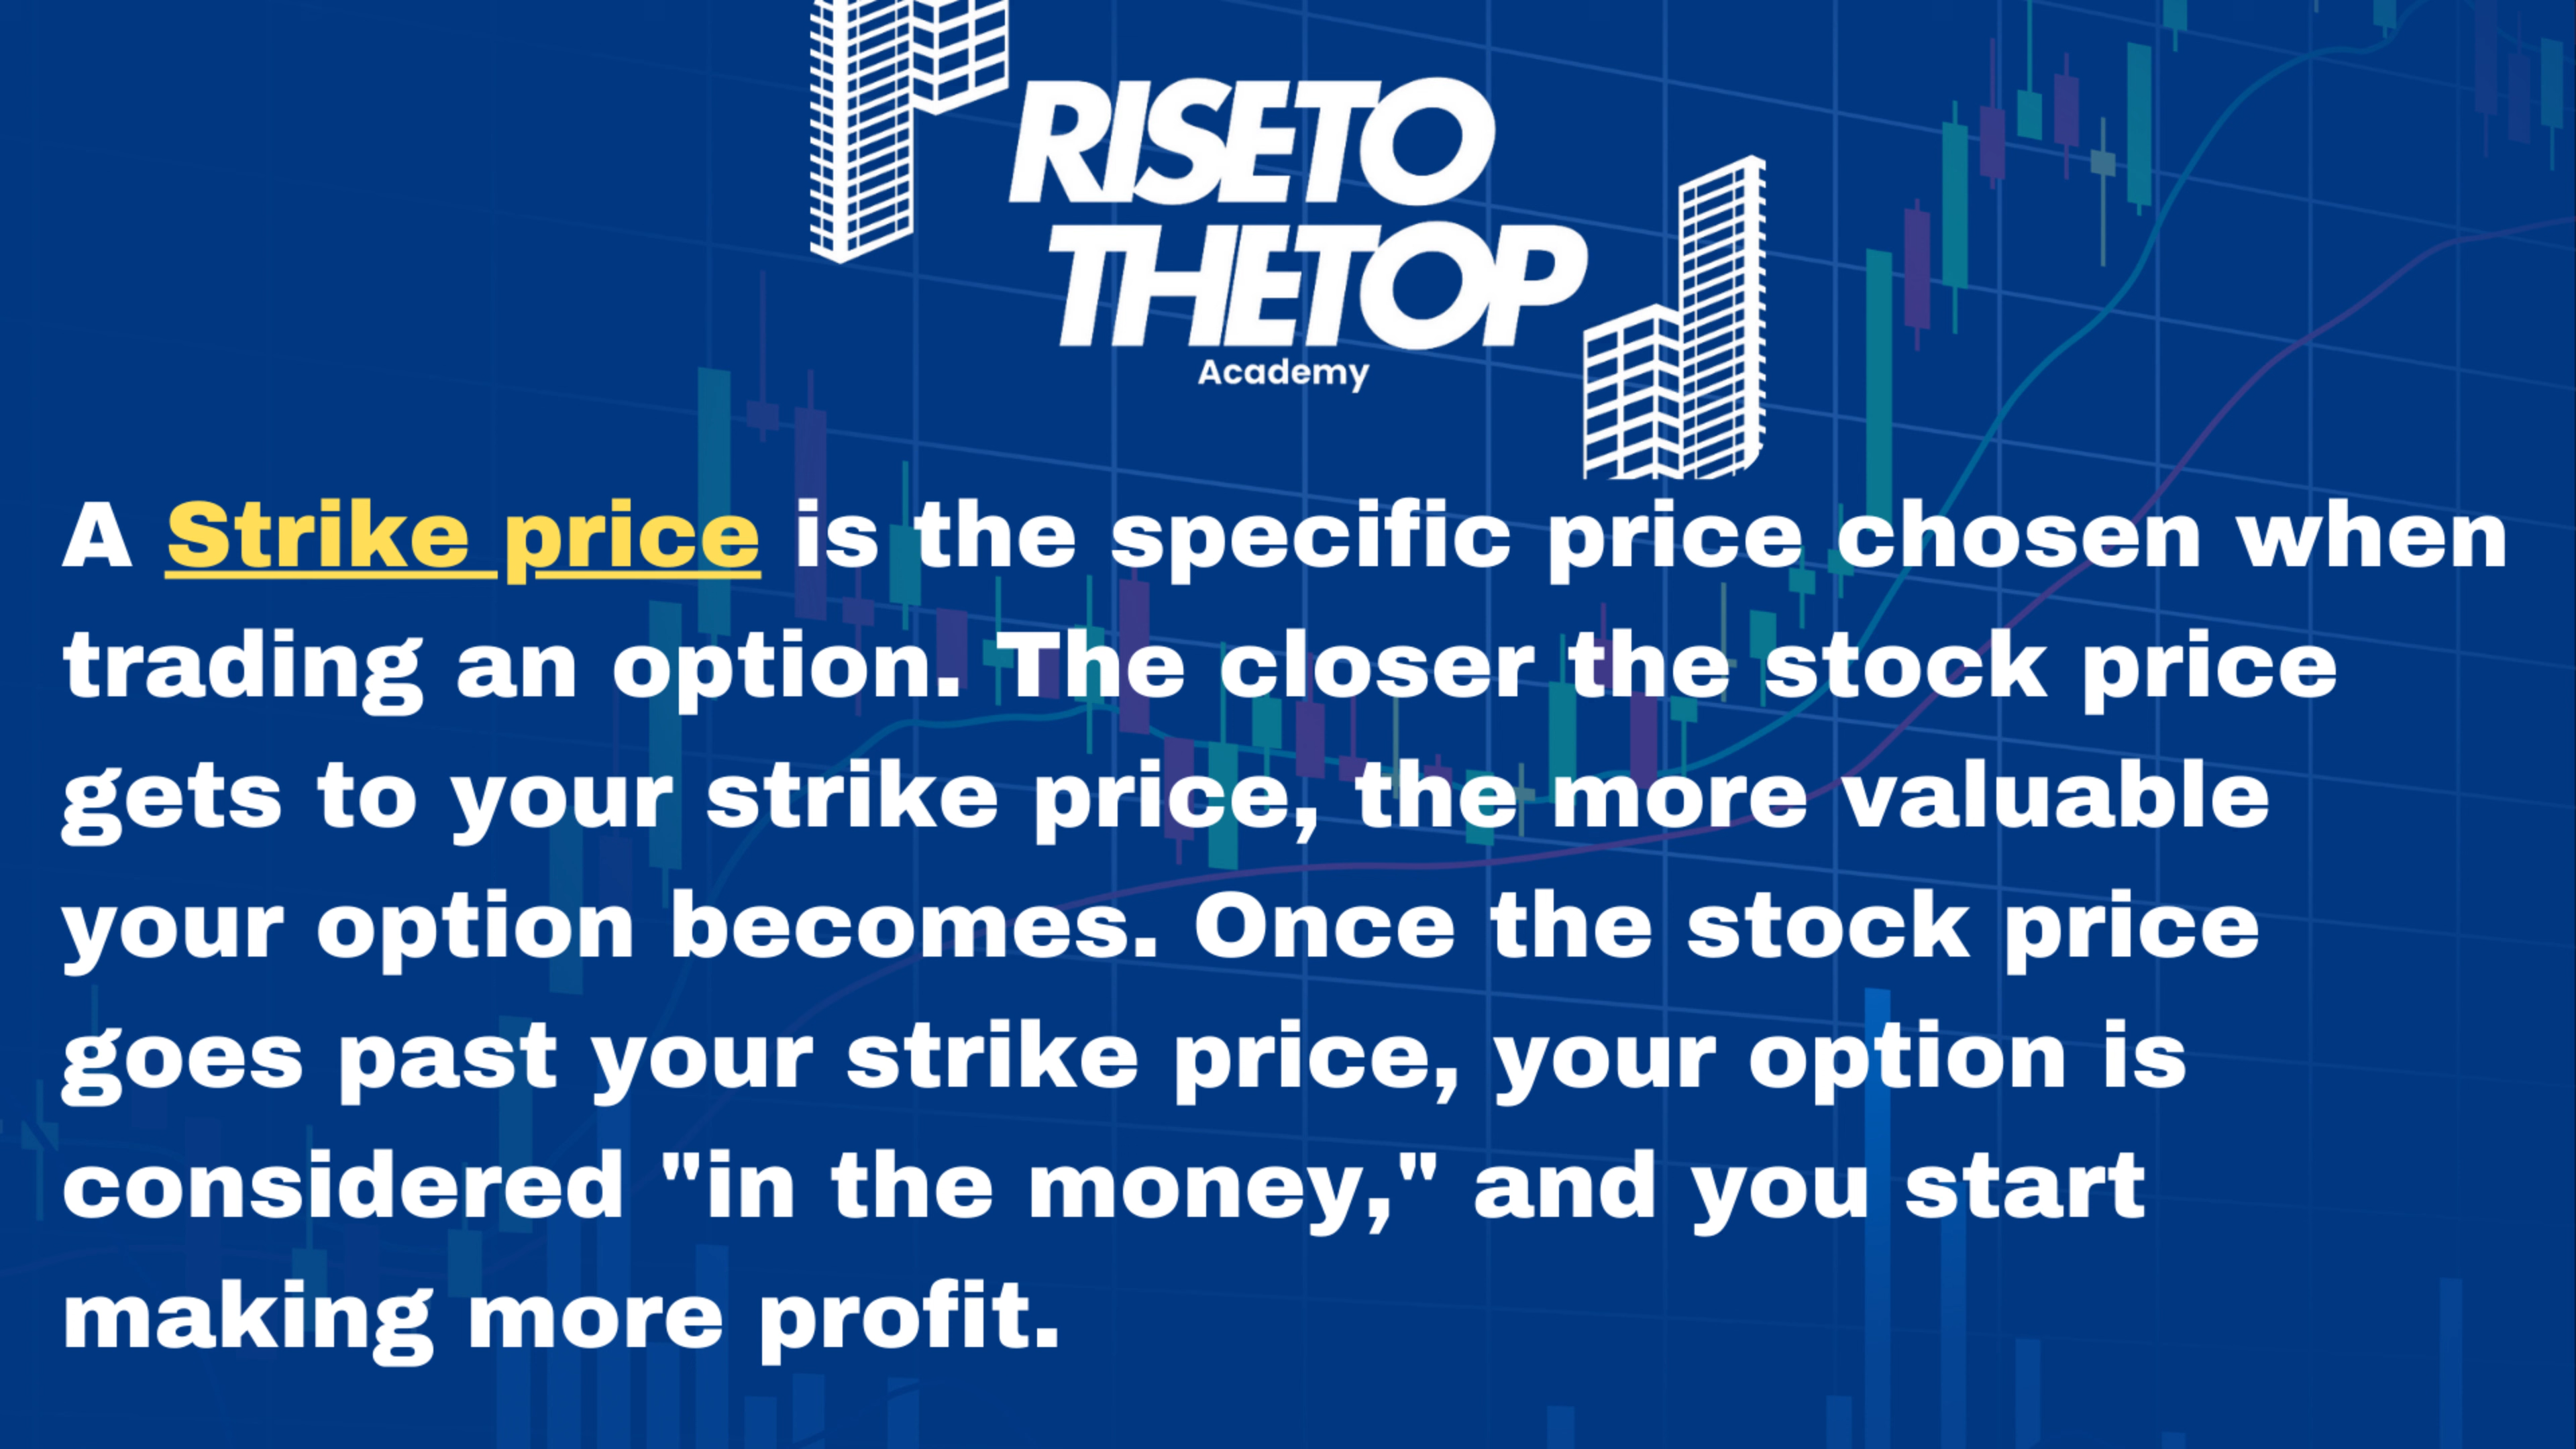 RISETO
THETOP
Academy
A Strike price is the specific price chosen when
trading an option. The closer the stock price
gets to your strike price, the more valuable
your option becomes. Once the stock price
goes past your strike price, your option is
considered "in the money," and you start
making more profit.